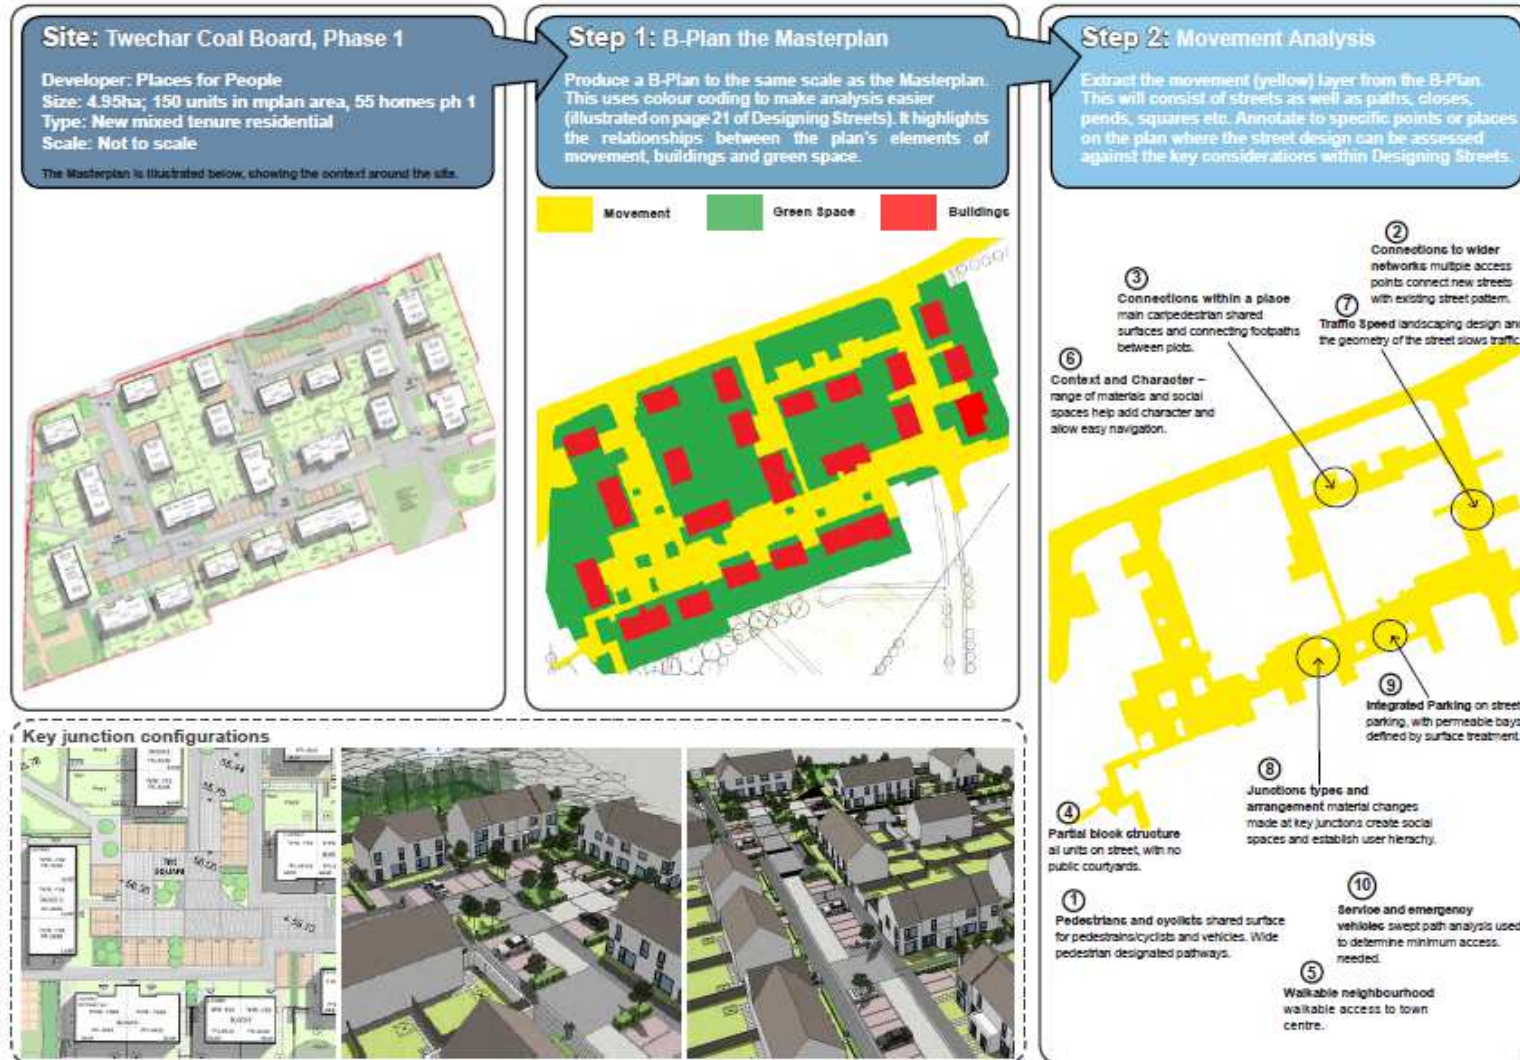 Site: Twechar Coal Board, Phase 1
Developer: Places for People
Size: 4.95ha; 150 units in mplan area, 55 homes ph 1
Type: New mixed tenure residential
Scale: Not to scale
The Masterplan is illustrated below, showing the context around the site.
Step 1: B-Plan the Masterplan
Produce a B-Plan to the same scale as the Masterplan.
This uses colour coding to make analysis easier
(illustrated on page 21 of Designing Streets). It highlights
the relationships between the plan's elements of
movement, buildings and green space.
Movement
Green Space
Buildings
Step 2: Movement Analysis
Extract the movement (yellow) layer from the B-Plan.
This will consist of streets as well as paths, closes,
pends, squares etc. Annotate to specific points or places
on the plan where the street design can be assessed
against the key considerations within Designing Streets.
2
Connections to wider
networks multiple access
points connect new streets
with existing street pattern.
3
Connections within a place
main car/pedestrian shared
surfaces and connecting footpaths
between plots.
7
Traffic Speed landscaping design and
the geometry of the street slows traffic.
6
Context and Character –
range of materials and social
spaces help add character and
allow easy navigation.
9
Integrated Parking on street
parking, with permeable bays
defined by surface treatment.
8
Junctions types and
arrangement material changes
made at key junctions create social
spaces and establish user hierachy.
4
Partial block structure
all units on street, with no
public courtyards.
1
Pedestrians and cyclists shared surface
for pedestrains/cyclists and vehicles. Wide
pedestrian designated pathways.
10
Service and emergency
vehicles swept path analysis used
to determine minimum access.
needed.
5
Walkable neighbourhood
walkable access to town
centre.
Key junction configurations
55.44
55.75
THE
SQUARE